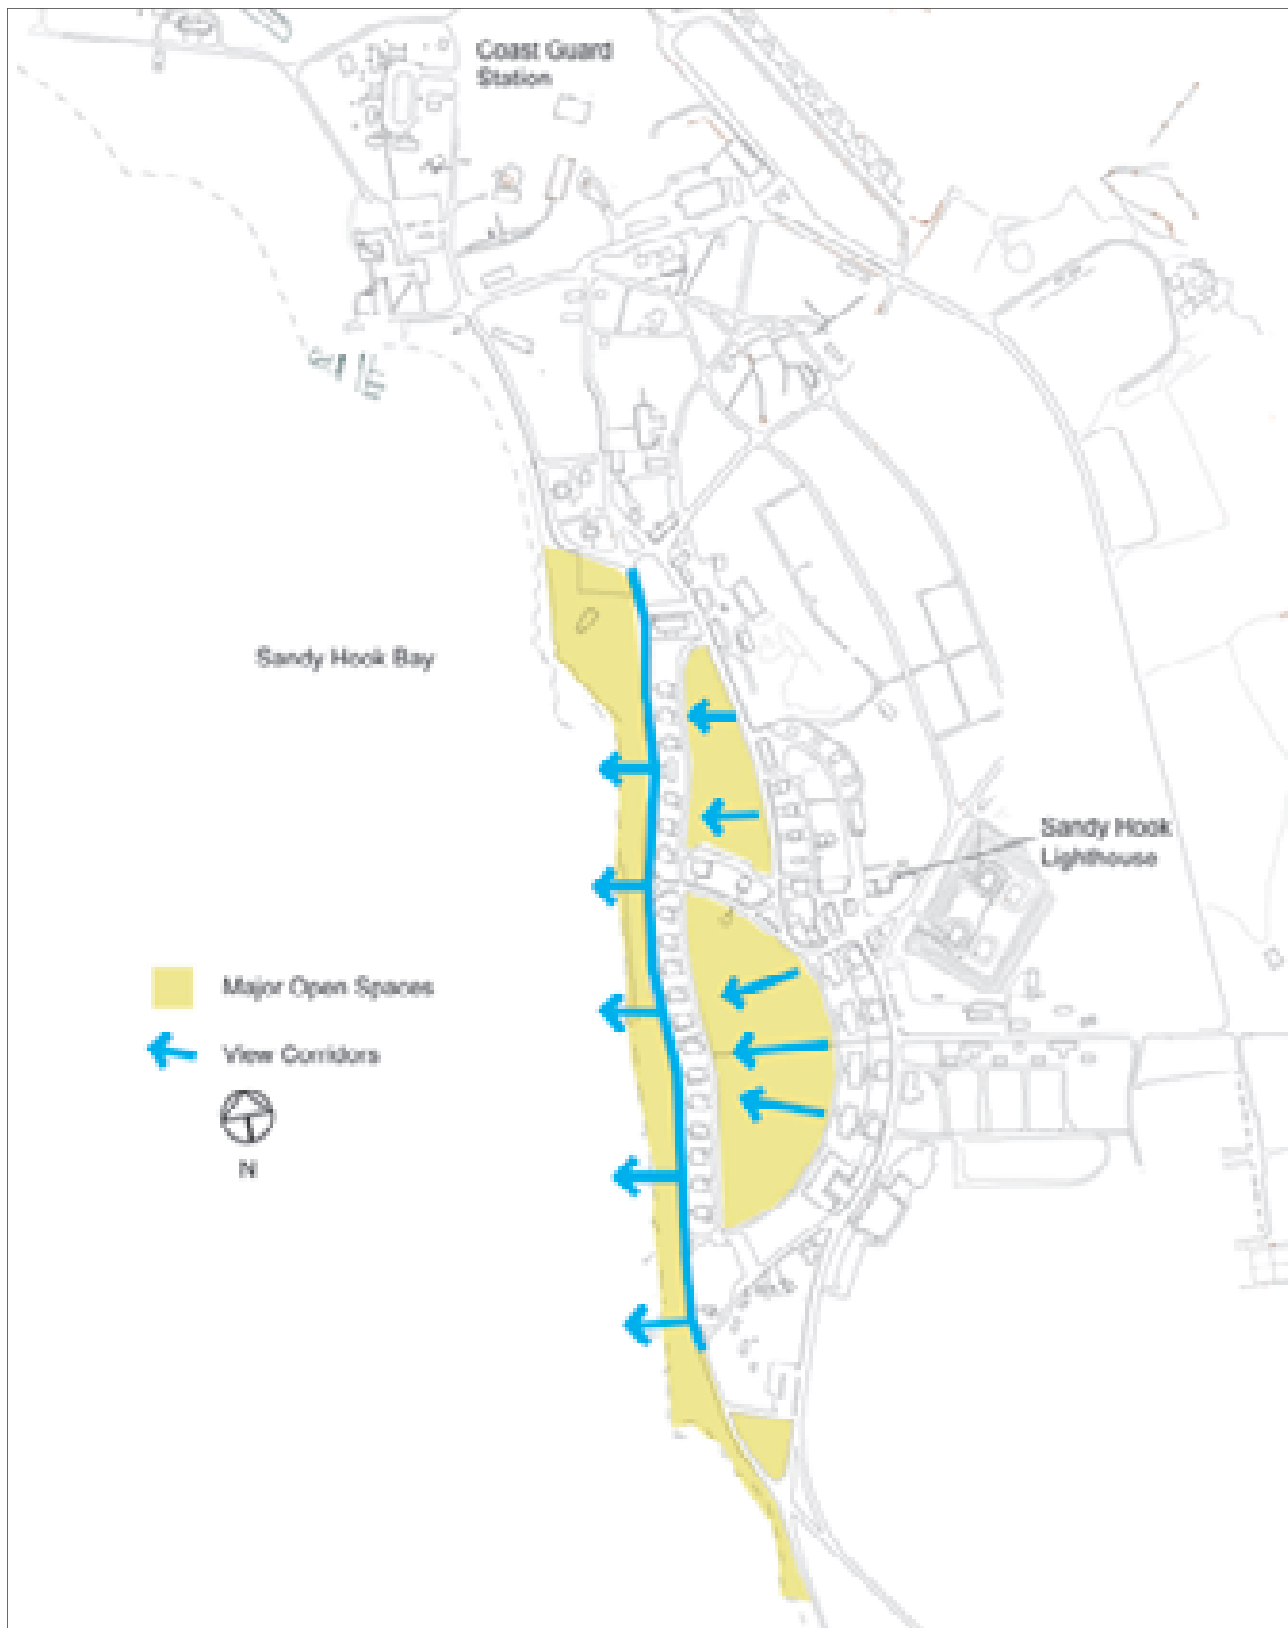 Coast Guard
Station
Sandy Hook Bay
Sandy Hook
Lighthouse
Major Open Spaces
View Corridors
N